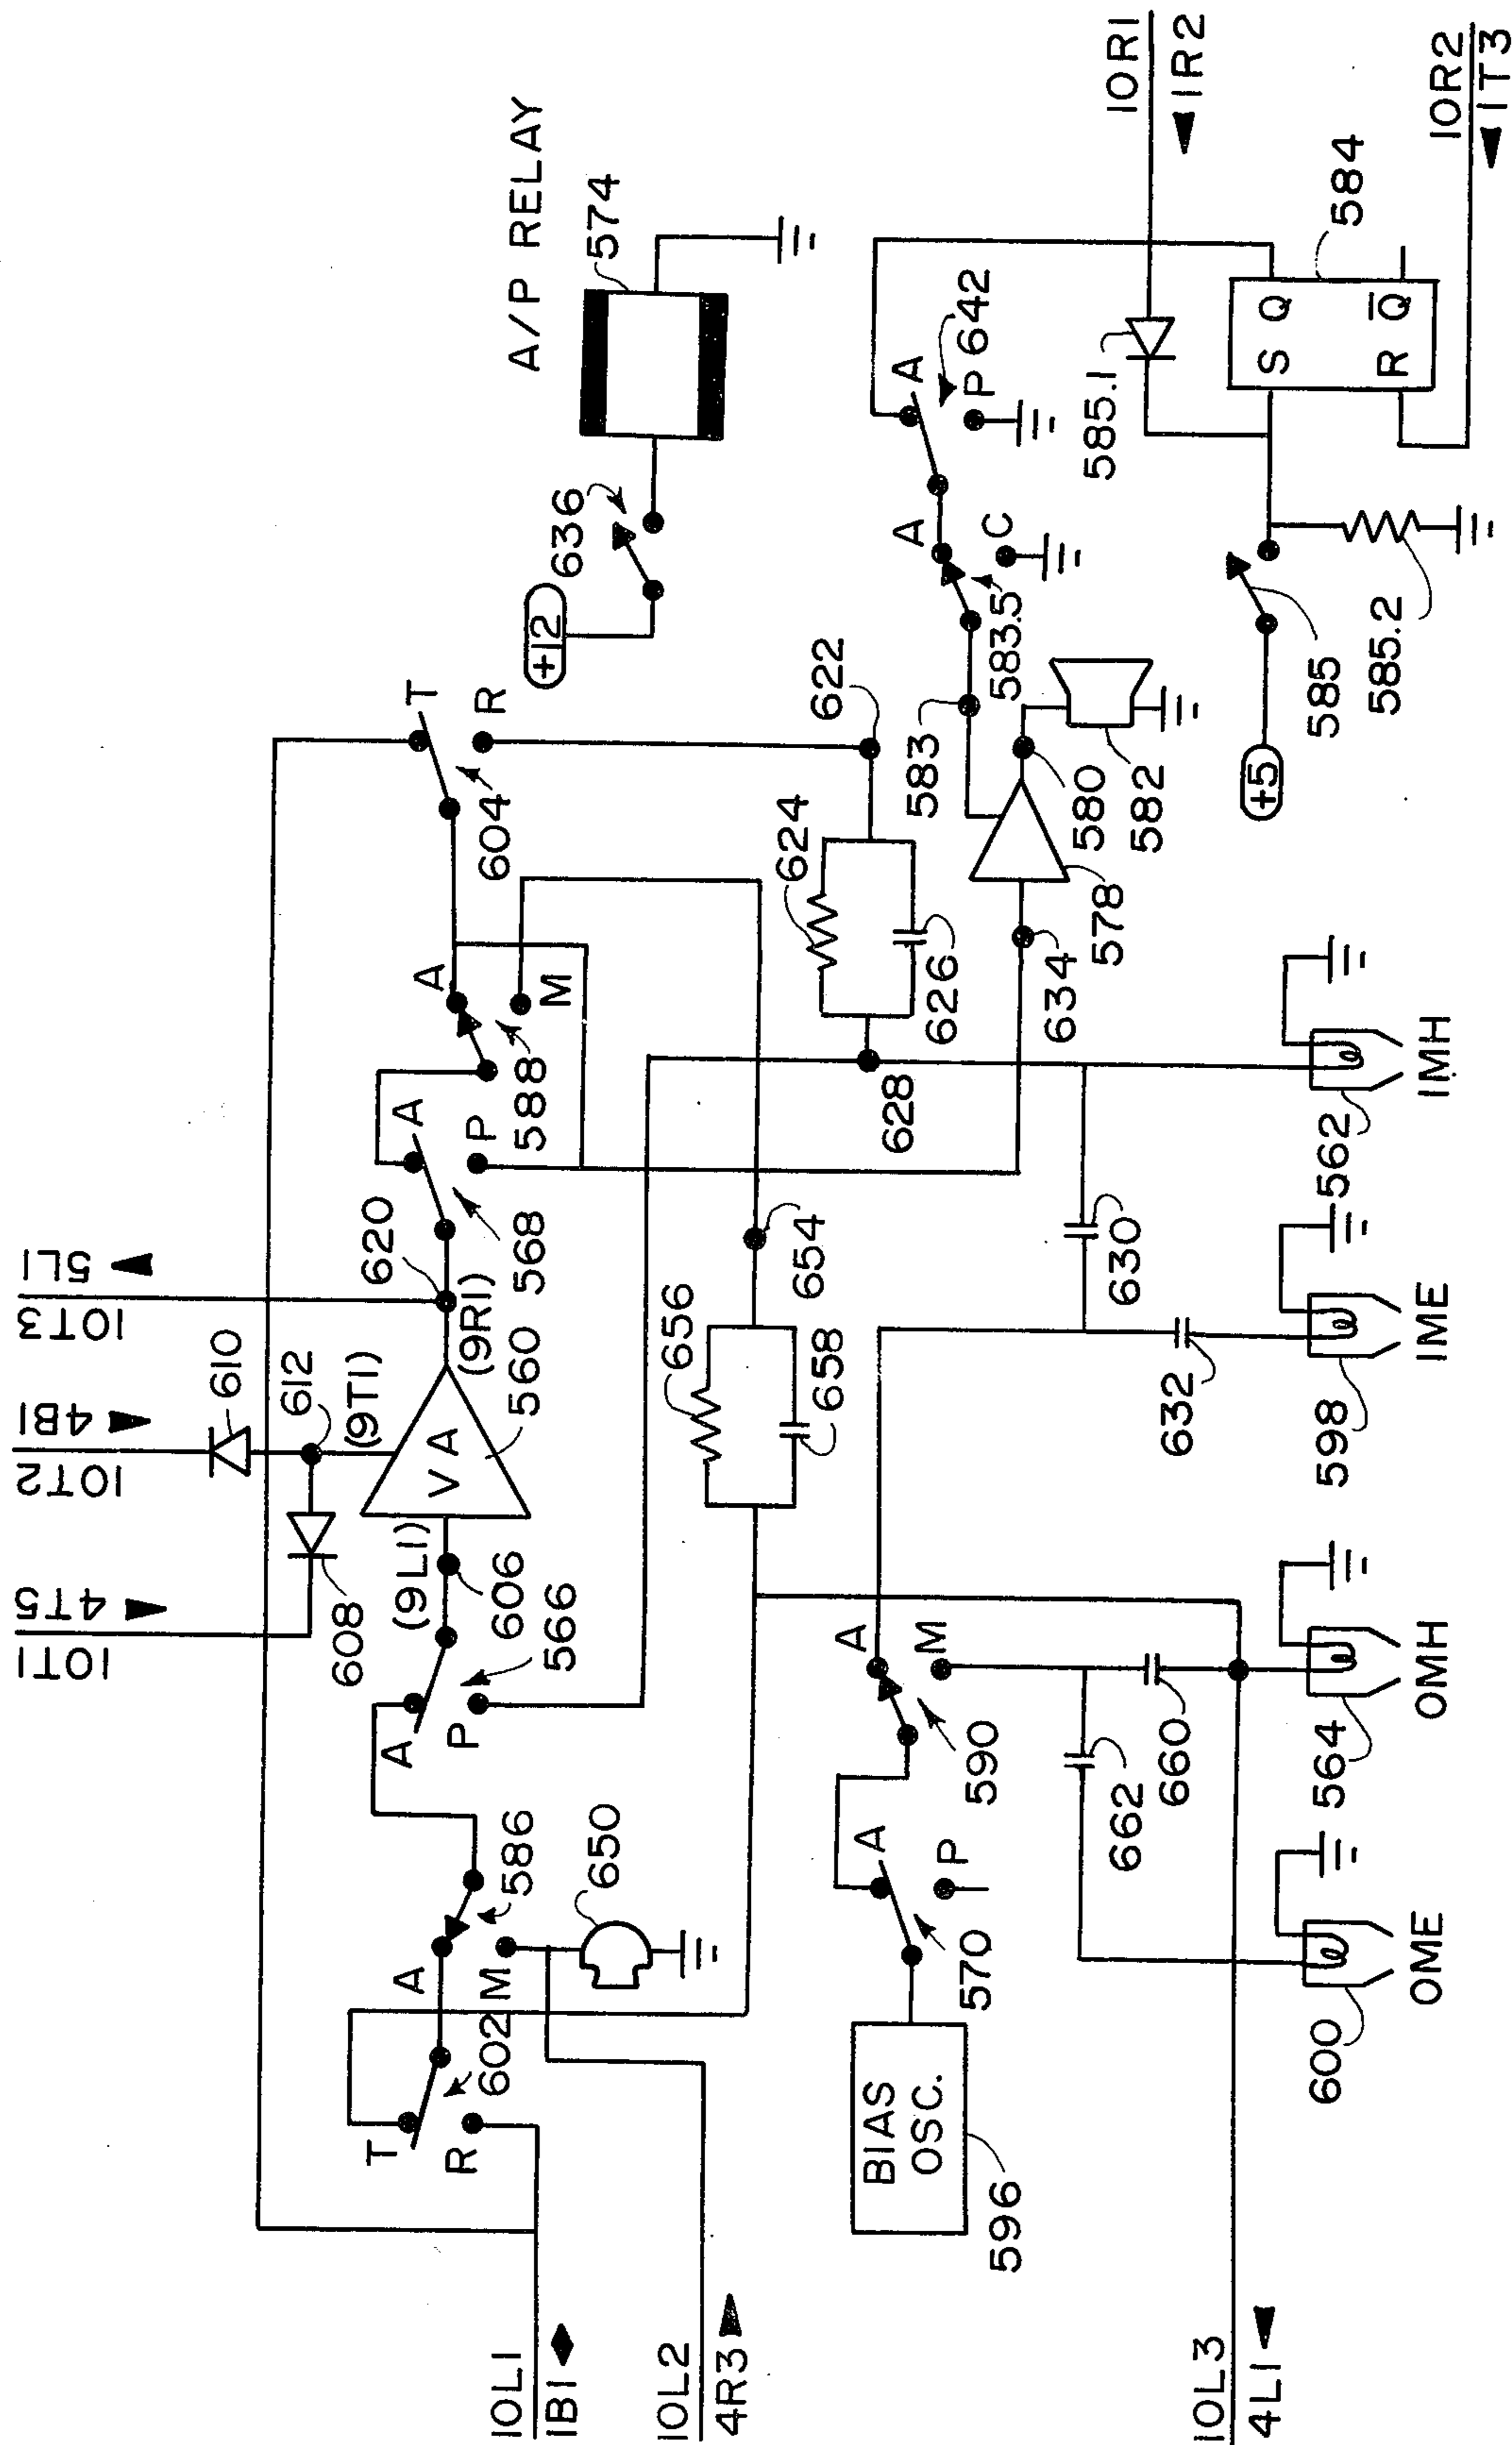 10T1
4T5
10T2
4B1
10T3
5L1
610
612
(9T1)
608
(9L1)
V A
(9R1)
620
560
606
566
A
P
568
A
P
588
A
M
604
T
R
A/P RELAY
574
636
+12
602
T
R
586
A
M
650
10L1
1B1
10L2
4R3
10L3
4L1
656
658
654
624
626
622
628
634
583
583.5
A
C
642
A
P
578
580
582
10R1
1R2
10R2
1T3
585.1
S Q
R Q̅
584
585
585.2
+5
BIAS
OSC.
596
570
A
P
590
A
M
662
660
630
632
600
OME
564
OMH
598
IME
562
IMH